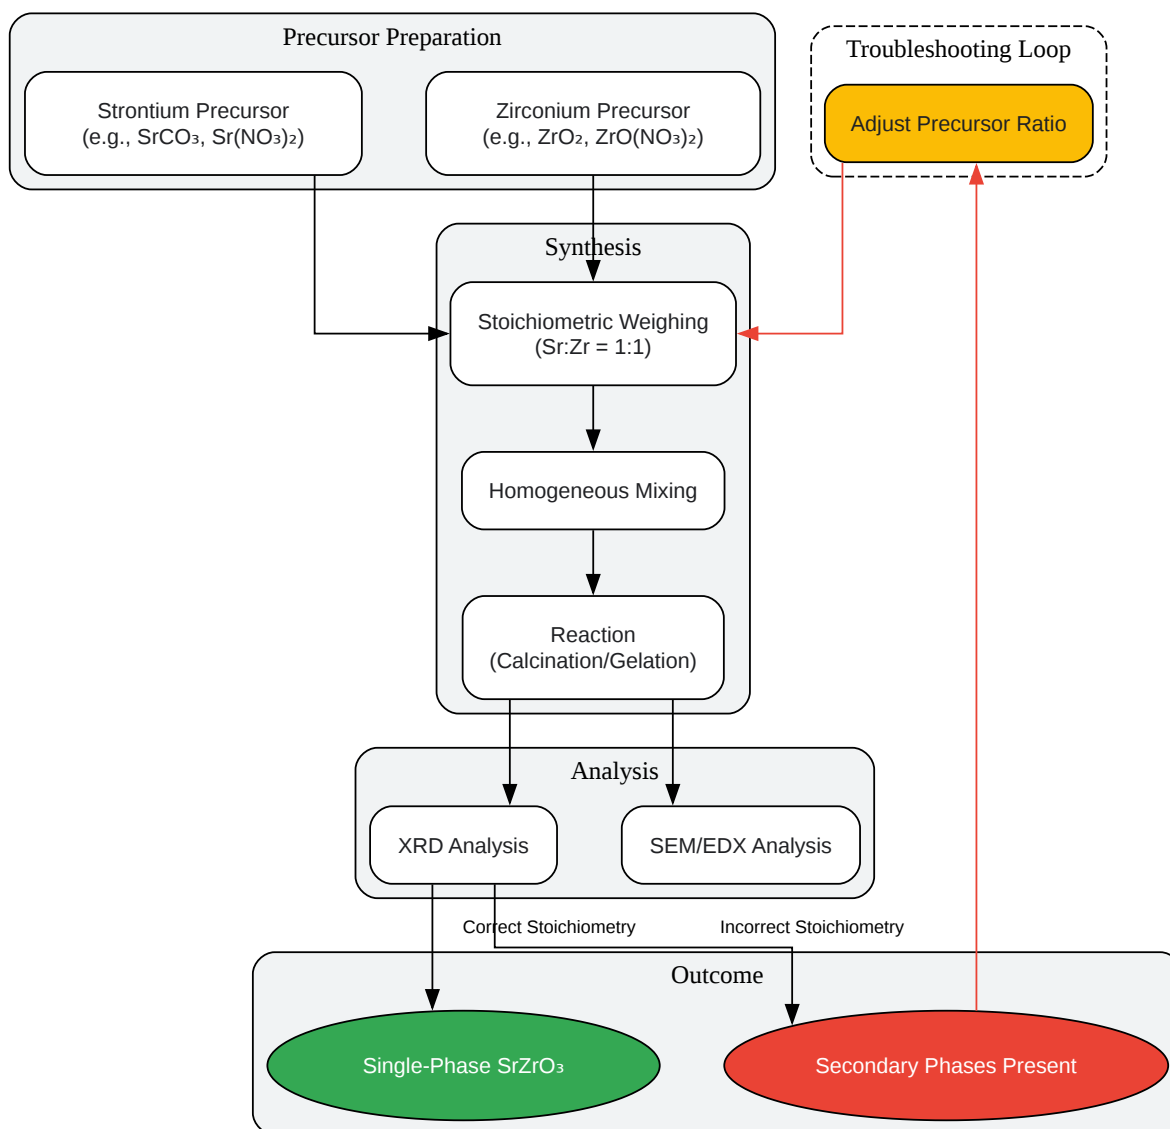 Precursor Preparation
Troubleshooting Loop
Strontium Precursor
(e.g., SrCO₃, Sr(NO₃)₂)
Zirconium Precursor
(e.g., ZrO₂, ZrO(NO₃)₂)
Adjust Precursor Ratio
Synthesis
Stoichiometric Weighing
(Sr:Zr = 1:1)
Homogeneous Mixing
Reaction
(Calcination/Gelation)
Analysis
XRD Analysis
SEM/EDX Analysis
Correct Stoichiometry
Incorrect Stoichiometry
Outcome
Single-Phase SrZrO₃
Secondary Phases Present